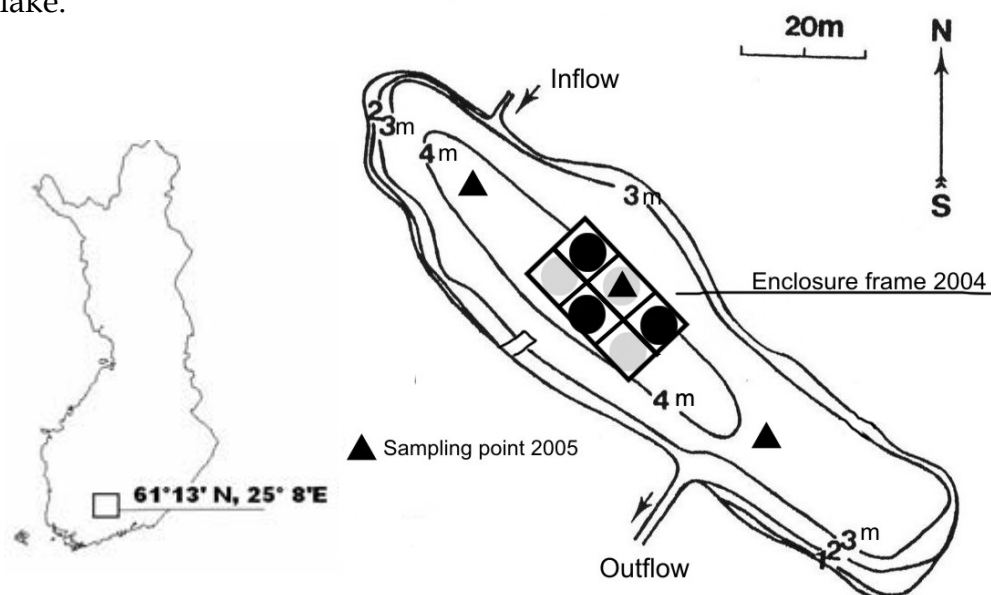 lake.
20m
N
S
Inflow
2
3m
4m
3m
Enclosure frame 2004
4m
Sampling point 2005
61°13' N, 25° 8'E
3m
2
1
Outflow